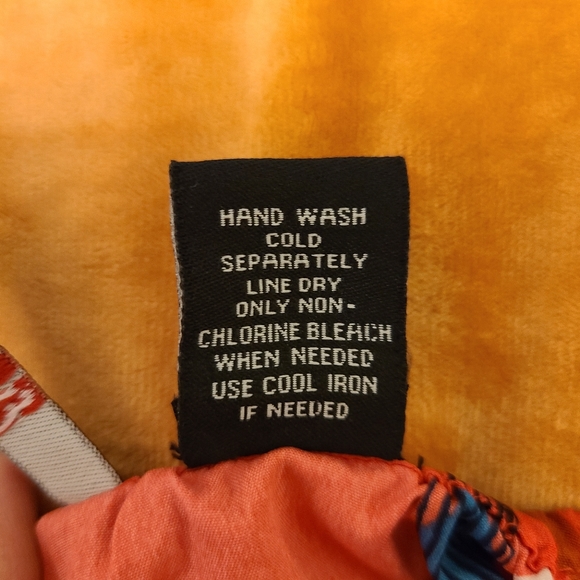 HAND WASH
COLD
SEPARATELY
LINE DRY
ONLY NON-
CHLORINE BLEACH
WHEN NEEDED
USE COOL IRON
IF NEEDED